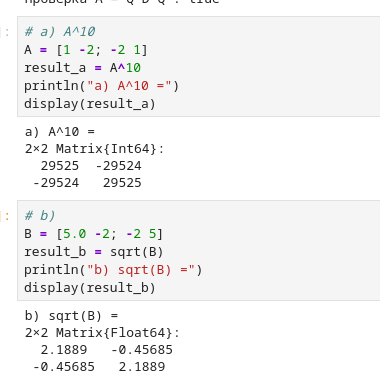 # a) A^10
A = [1 -2; -2 1]
result_a = A^10
println("a) A^10 =")
display(result_a)
a) A^10 =
2×2 Matrix{Int64}:
29525 -29524
-29524 29525
# b)
B = [5.0 -2; -2 5]
result_b = sqrt(B)
println("b) sqrt(B) =")
display(result_b)
b) sqrt(B) =
2×2 Matrix{Float64}:
2.1889 -0.45685
-0.45685 2.1889